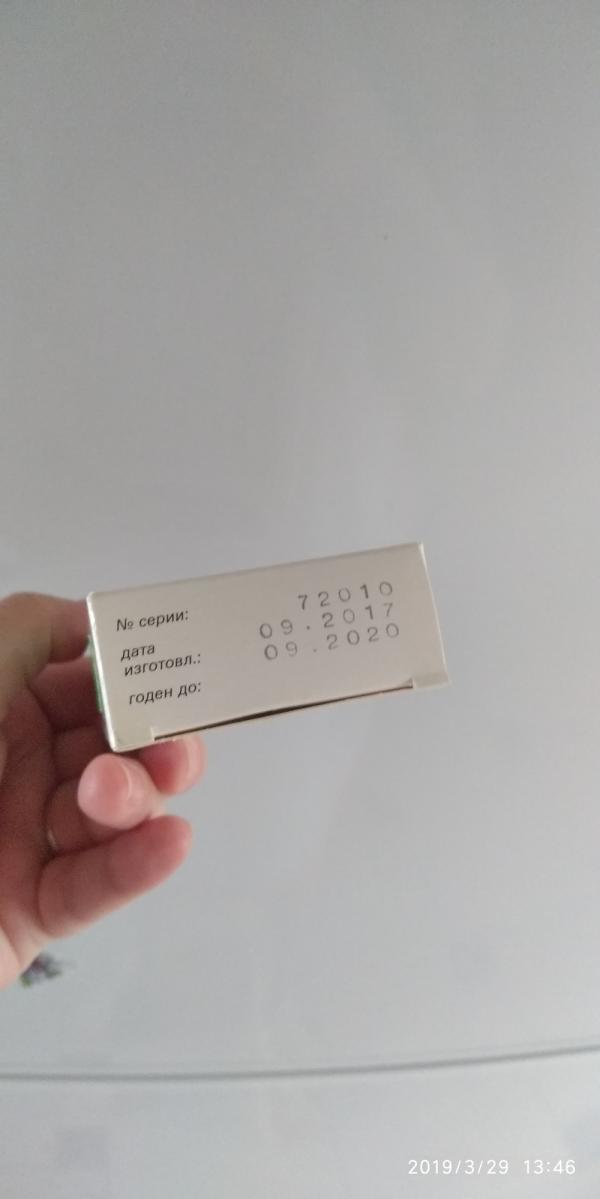 № серии:
72010
дата
изготовл.:
09.2017
годен до:
09.2020
2019/3/29 13:46